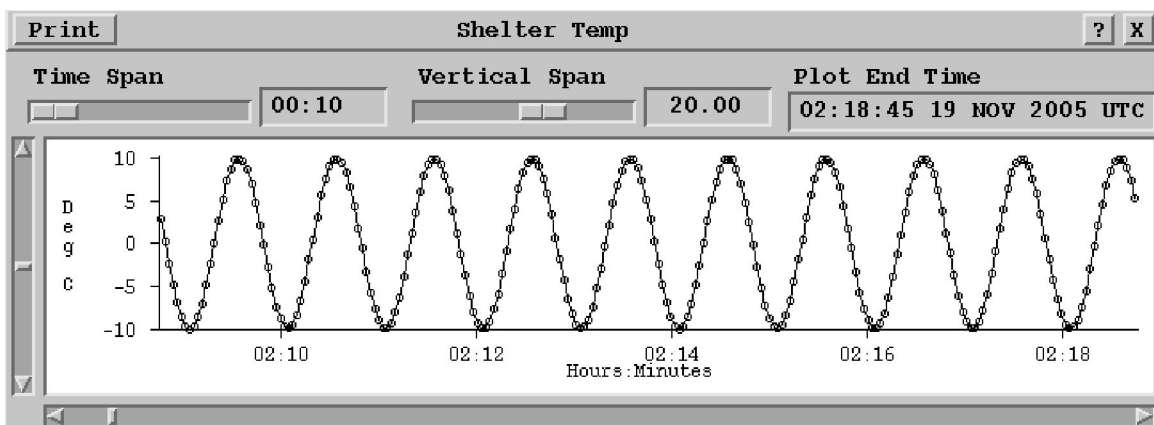 Print Shelter Temp ? X
Time Span Vertical Span Plot End Time
00:10 20.00 02:18:45 19 NOV 2005 UTC
10
5
0
-5
-10
Deg C
02:10 02:12 02:14 02:16 02:18
Hours:Minutes